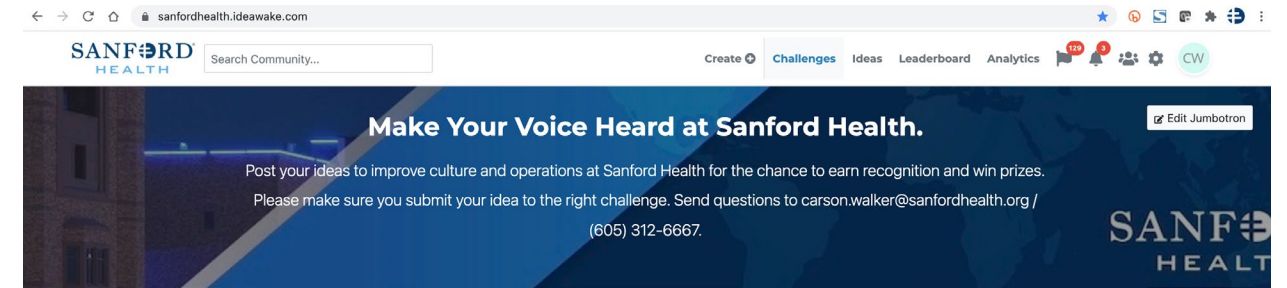 sanfordhealth.ideawake.com
SANFORD
HEALTH
Search Community...
Create
Challenges
Ideas
Leaderboard
Analytics
129
3
CW
Make Your Voice Heard at Sanford Health.
Edit Jumbotron
Post your ideas to improve culture and operations at Sanford Health for the chance to earn recognition and win prizes.
Please make sure you submit your idea to the right challenge. Send questions to carson.walker@sanfordhealth.org /
(605) 312-6667.
SANF
HEALT